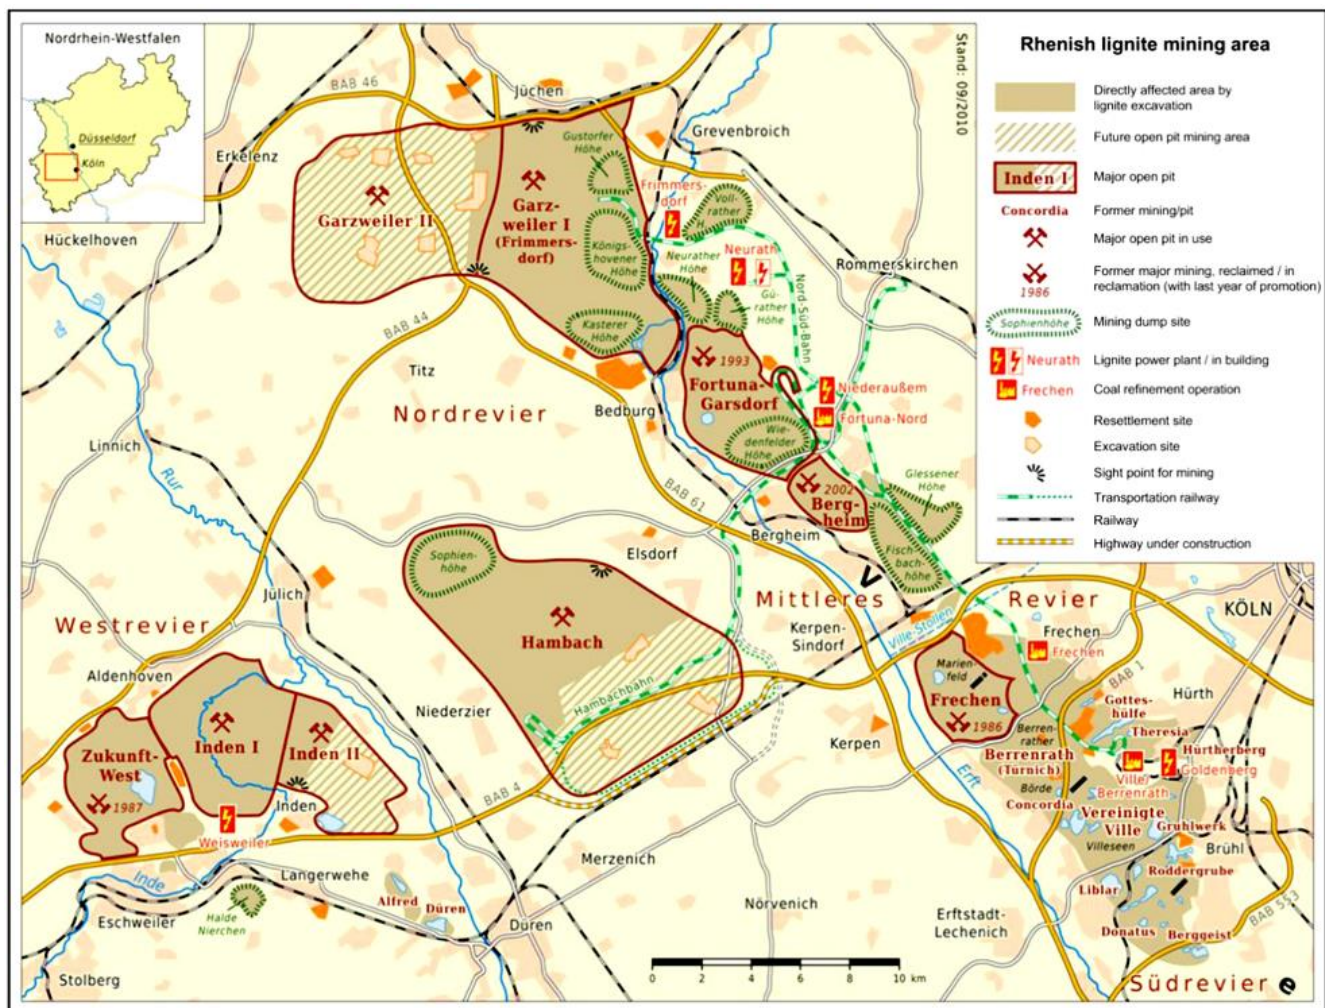 Nordrhein-Westfalen
Düsseldorf
Köln
Stand: 09/2010
Rhenish lignite mining area
Directly affected area by
lignite excavation
Future open pit mining area
Inden I
Major open pit
Concordia
Former mining/pit
Major open pit in use
1986
Former major mining, reclaimed / in
reclamation (with last year of promotion)
Sophienhöhe
Mining dump site
Neurath
Lignite power plant / in building
Frechen
Coal refinement operation
Resettlement site
Excavation site
Sight point for mining
Transportation railway
Railway
Highway under construction
BAB 46
Jüchen
Grevenbroich
Erkelenz
Hückelhoven
Gustorfer
Höhe
Frimmers-
dorf
Voll-
rather
H.
Garzweiler II
Garz-
weiler I
(Frimmers-
dorf)
Königs-
hovener
Höhe
Neurather
Höhe
Neurath
Gü-
rather
Höhe
Nord-Süd-Bahn
Rommerskirchen
Kasterer
Höhe
BAB 44
Titz
Nordrevier
Bedburg
1993
Fortuna-
Garsdorf
Wie-
denfelder
Höhe
Niederaußem
Fortuna-Nord
Linnich
Rur
BAB 61
2002
Berg-
heim
Bergheim
Glessener
Höhe
Fisch-
bachhöhe
Sophien-
höhe
Elsdorf
Jülich
V
Mittleres
Revier
Westrevier
Hambach
Kerpen-
Sindorf
Ville-Stollen
Frechen
Frechen
KÖLN
Aldenhoven
Niederzier
Hambachbahn
Marien-
feld
Frechen
1986
BAB 1
Hürth
Gottes-
hülfe
Theresia
Hürtherberg
Goldenberg
Zukunft-
West
1987
Inden I
Inden II
Inden
Weisweiler
BAB 4
Kerpen
Erft
Berren-
rather
Berrenrath
(Türnich)
Börde
Ville/
Berrenrath
Concordia
Vereinigte
Ville
Villeseen
Gruhlwerk
Brühl
Roddergrube
Liblar
Merzenich
Langerwehe
Inde
Eschweiler
Halde
Nierchen
Alfred
Düren
Düren
Nörvenich
Erftstadt-
Lechenich
Donatus
Berggeist
BAB 553
Stolberg
0 2 4 6 8 10 km
Südrevier
e